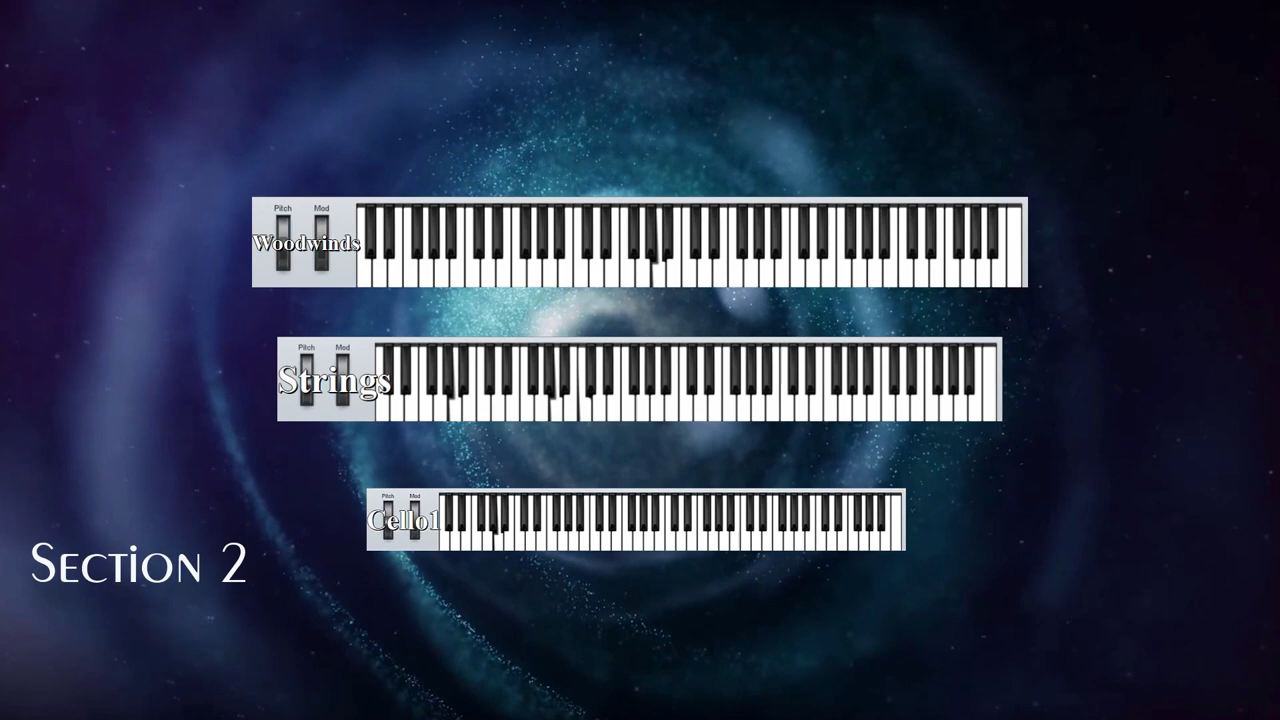 Pitch Mod
Woodwinds
Pitch Mod
Strings
Pitch Mod
Cello1
Section 2